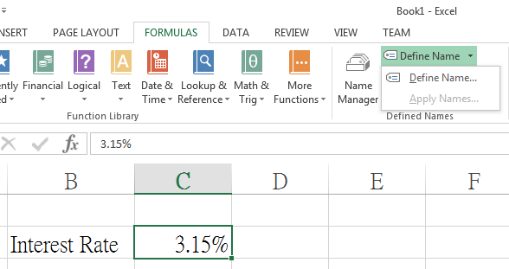 Book1 - Excel
NSERT PAGE LAYOUT FORMULAS DATA REVIEW VIEW TEAM
ntly Financial Logical Text Date & Lookup & Math & More
ed Time Reference Trig Functions
Name
Manager
Define Name
Define Name...
Apply Names...
Function Library
Defined Names
fx 3.15%
B C D E F
Interest Rate 3.15%